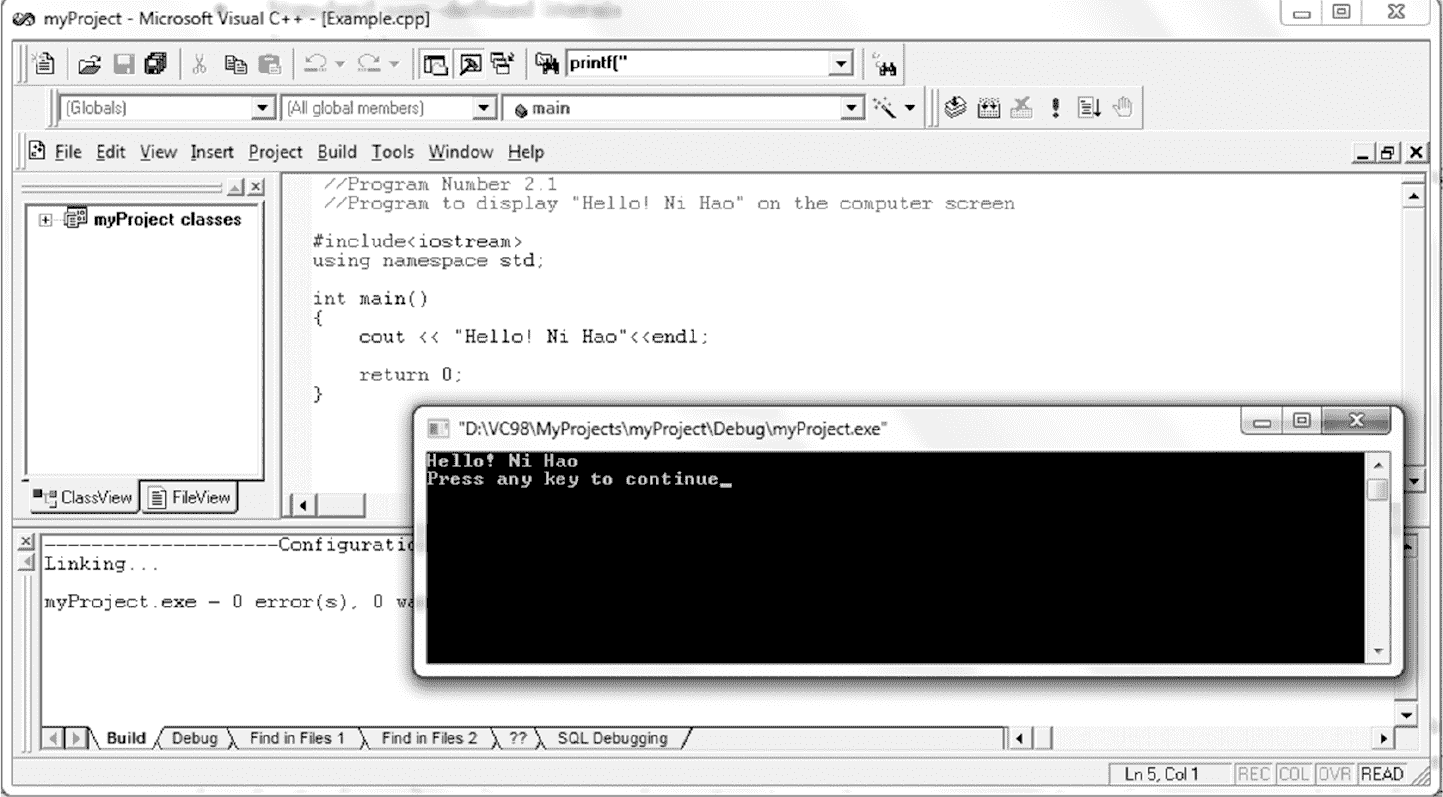 myProject - Microsoft Visual C++ - [Example.cpp]
printf("
(Globals) (All global members) main
File Edit View Insert Project Build Tools Window Help
myProject classes
//Program Number 2.1
//Program to display "Hello! Ni Hao" on the computer screen
#include<iostream>
using namespace std;
int main()
{
cout << "Hello! Ni Hao"<<endl;
return 0;
}
ClassView FileView
"D:\VC98\MyProjects\myProject\Debug\myProject.exe"
Hello! Ni Hao
Press any key to continue_
--------------------Configuratio
Linking...
myProject.exe - 0 error(s), 0 wa
Build Debug Find in Files 1 Find in Files 2 ?? SQL Debugging
Ln 5, Col 1 REC COL OVR READ